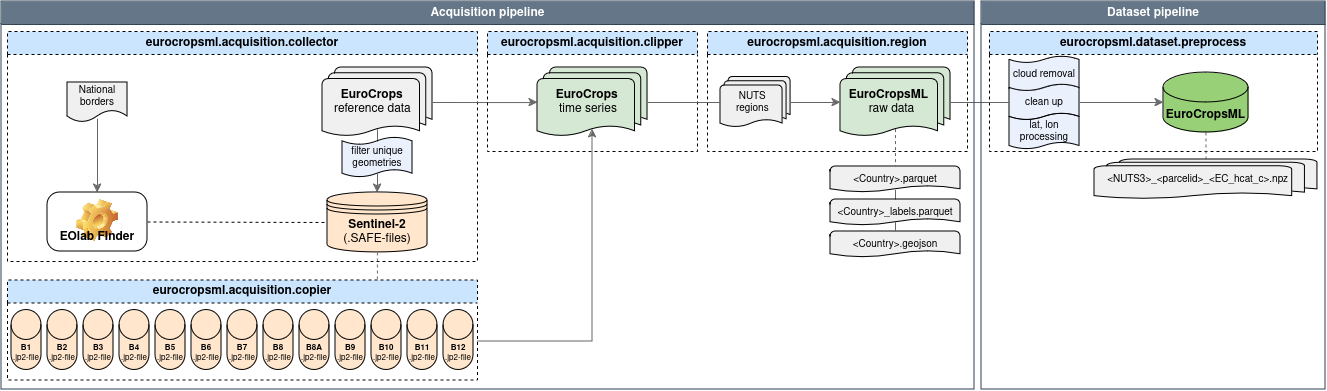 Acquisition pipeline
Dataset pipeline
eurocropsml.acquisition.collector
eurocropsml.acquisition.clipper
eurocropsml.acquisition.region
eurocropsml.dataset.preprocess
National
borders
EuroCrops
reference data
filter unique
geometries
EOlab Finder
Sentinel-2
(.SAFE-files)
EuroCrops
time series
NUTS
regions
EuroCropsML
raw data
<Country>.parquet
<Country>_labels.parquet
<Country>.geojson
cloud removal
clean up
lat, lon
processing
EuroCropsML
<NUTS3>_<parcelid>_<EC_hcat_c>.npz
eurocropsml.acquisition.copier
B1
.jp2-file
B2
.jp2-file
B3
.jp2-file
B4
.jp2-file
B5
.jp2-file
B6
.jp2-file
B7
.jp2-file
B8
.jp2-file
B8A
.jp2-file
B9
.jp2-file
B10
.jp2-file
B11
.jp2-file
B12
.jp2-file